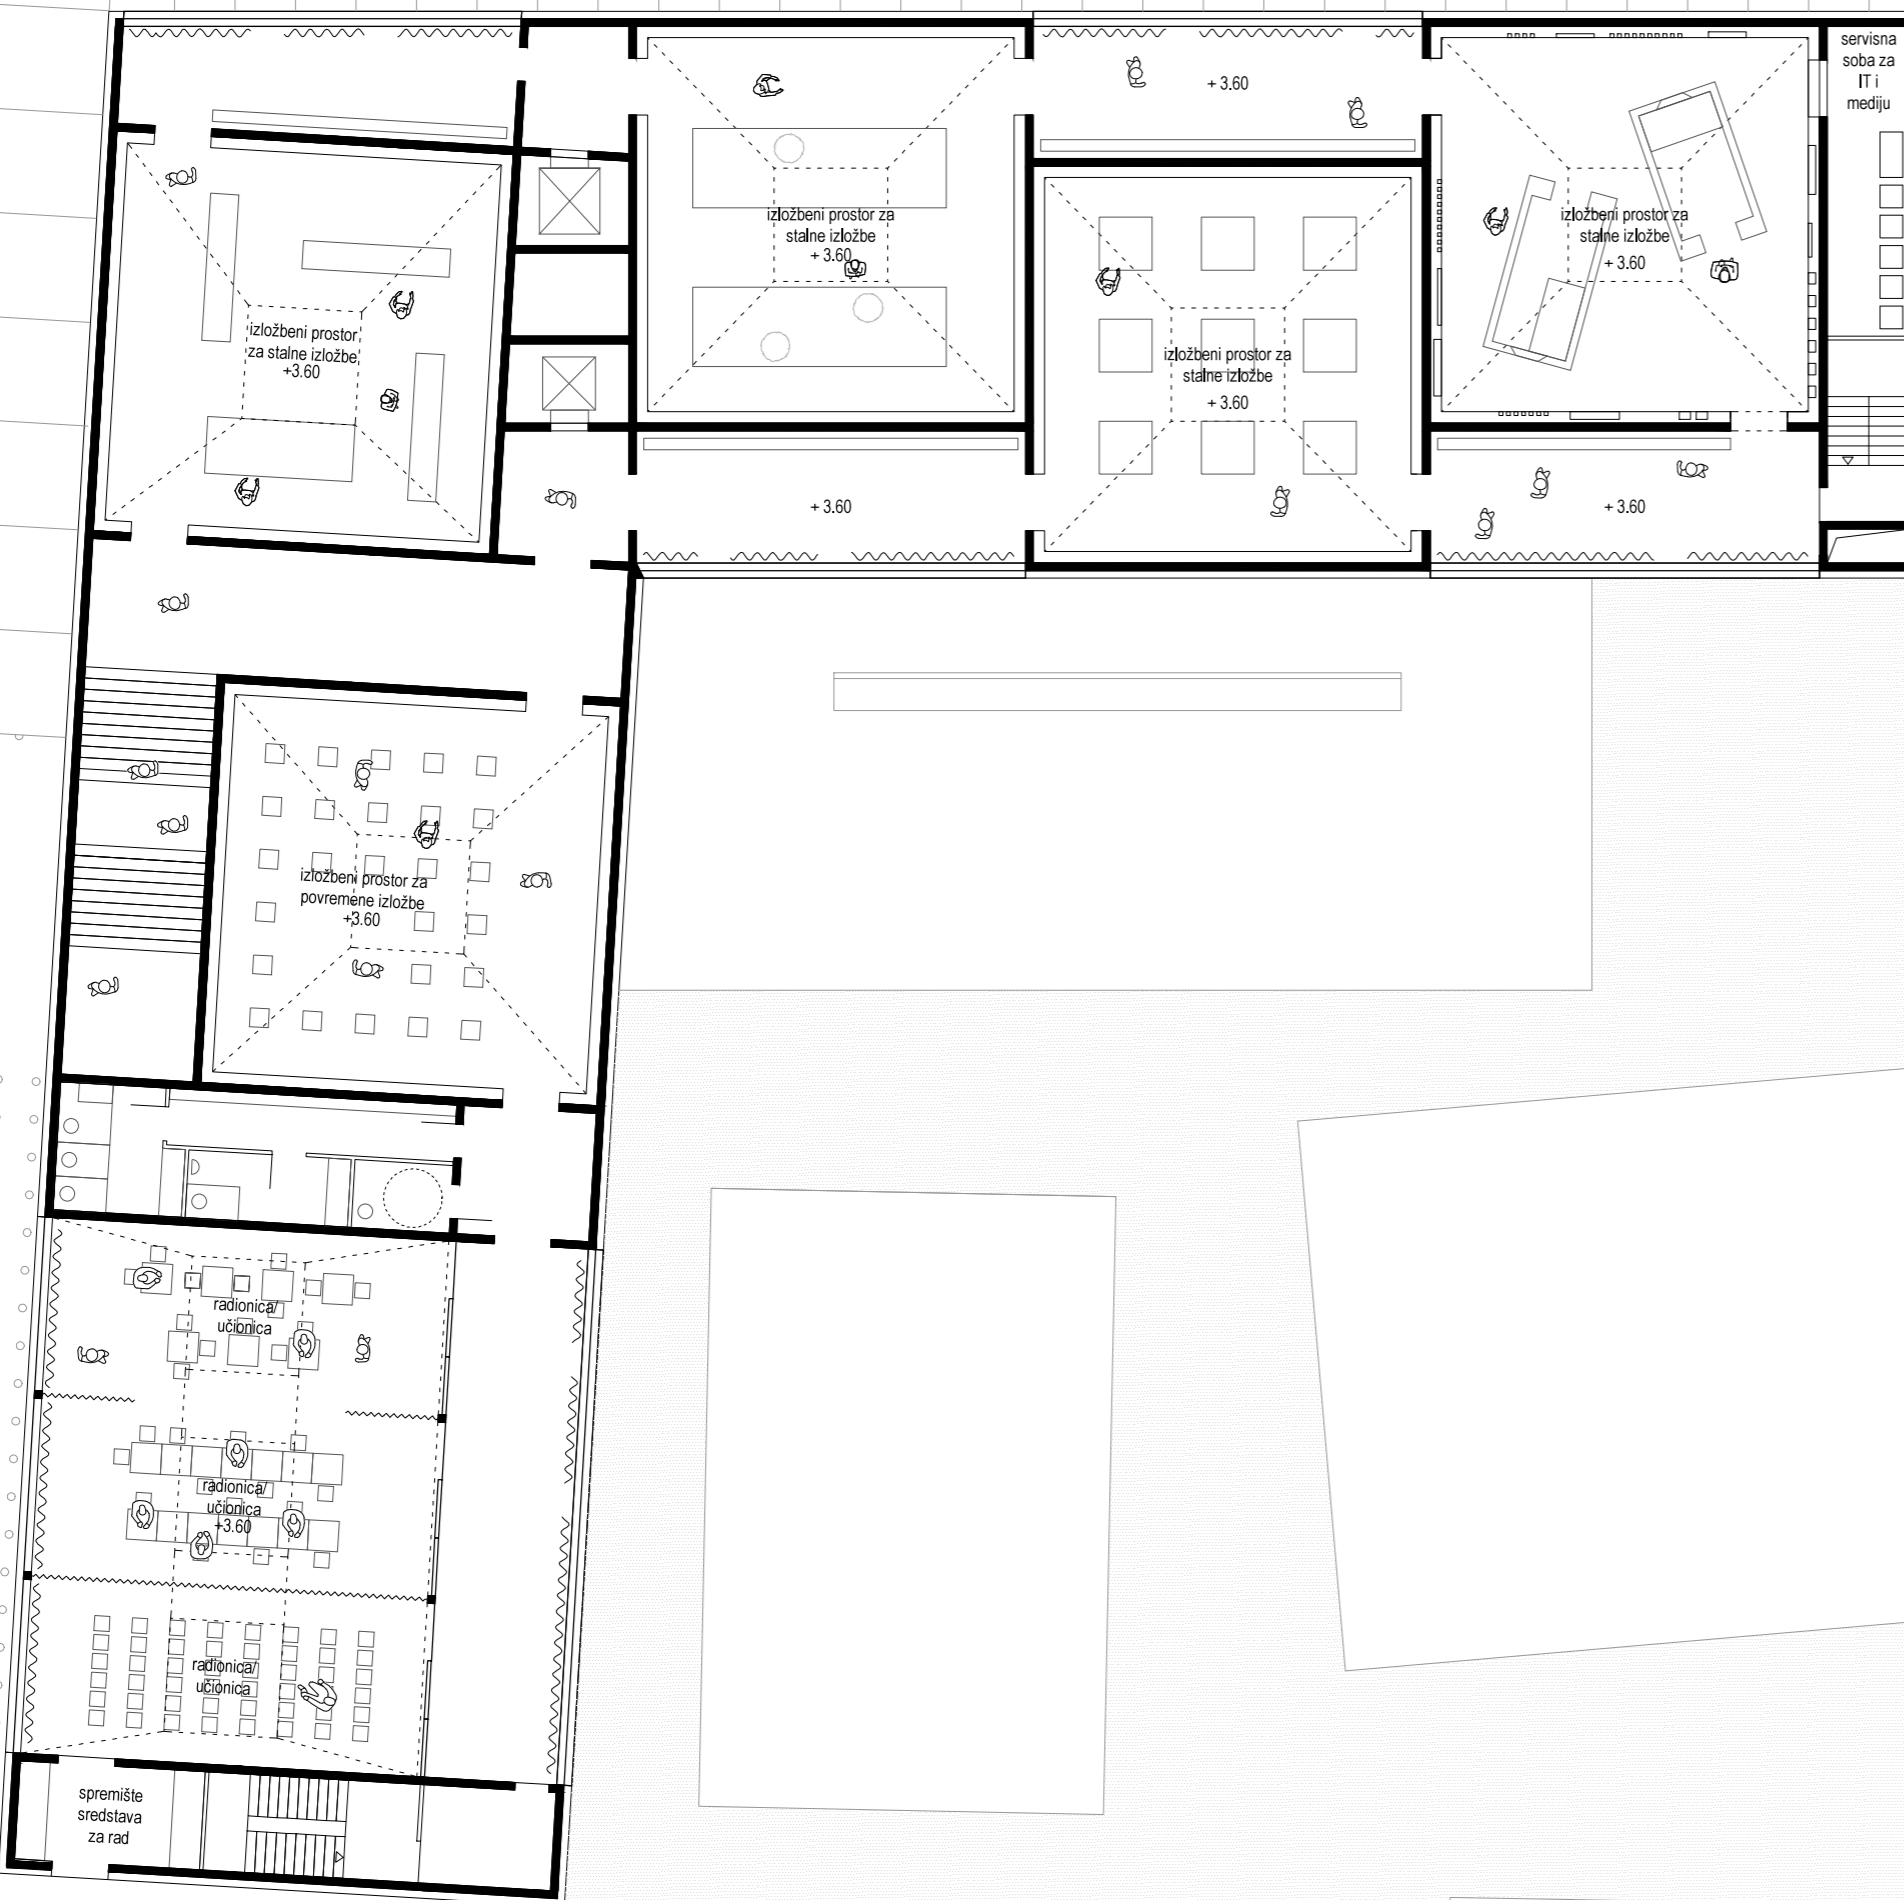 servisna
soba za
IT i
mediju
+ 3.60
izložbeni prostor za
stalne izložbe
+ 3.60
izložbeni prostor za
stalne izložbe
+ 3.60
izložbeni prostor
za stalne izložbe
+3.60
izložbeni prostor za
stalne izložbe
+ 3.60
+ 3.60
+ 3.60
izložbeni prostor za
povremene izložbe
+3.60
radionica/
učionica
radionica/
učionica
+3.60
radionica/
učionica
spremište
sredstava
za rad